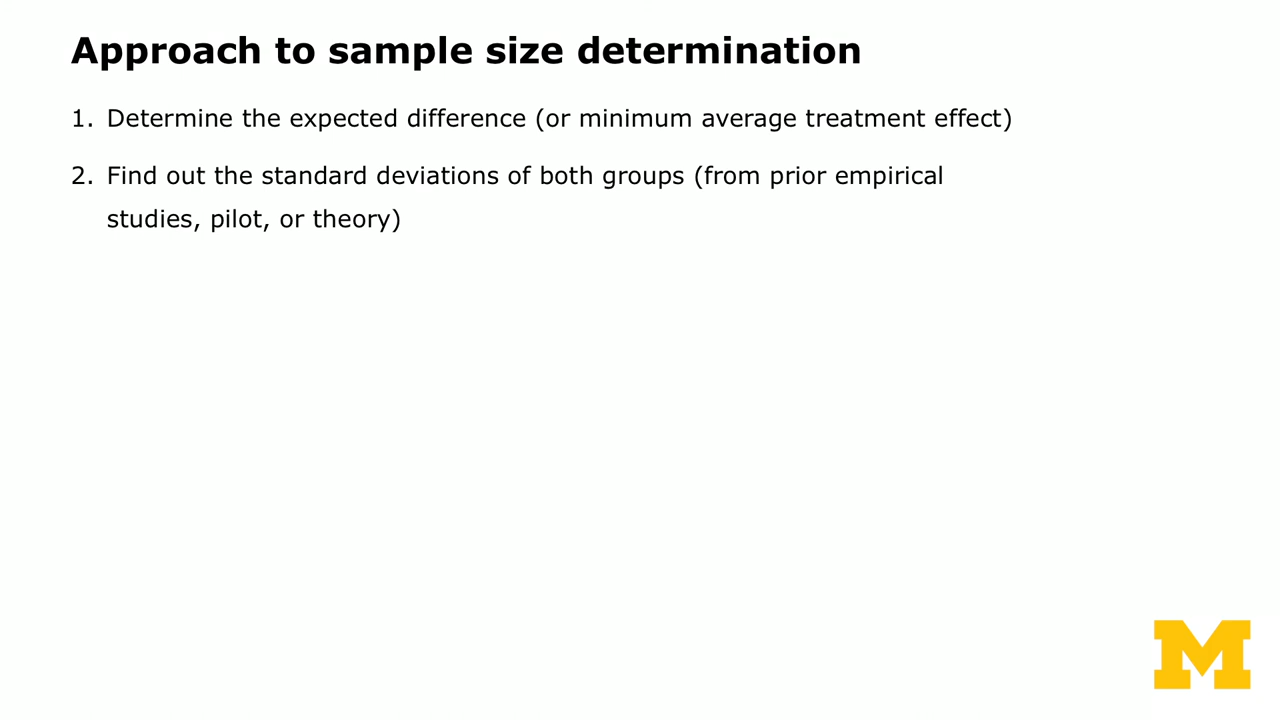 Approach to sample size determination
1. Determine the expected difference (or minimum average treatment effect)
2. Find out the standard deviations of both groups (from prior empirical
studies, pilot, or theory)
M